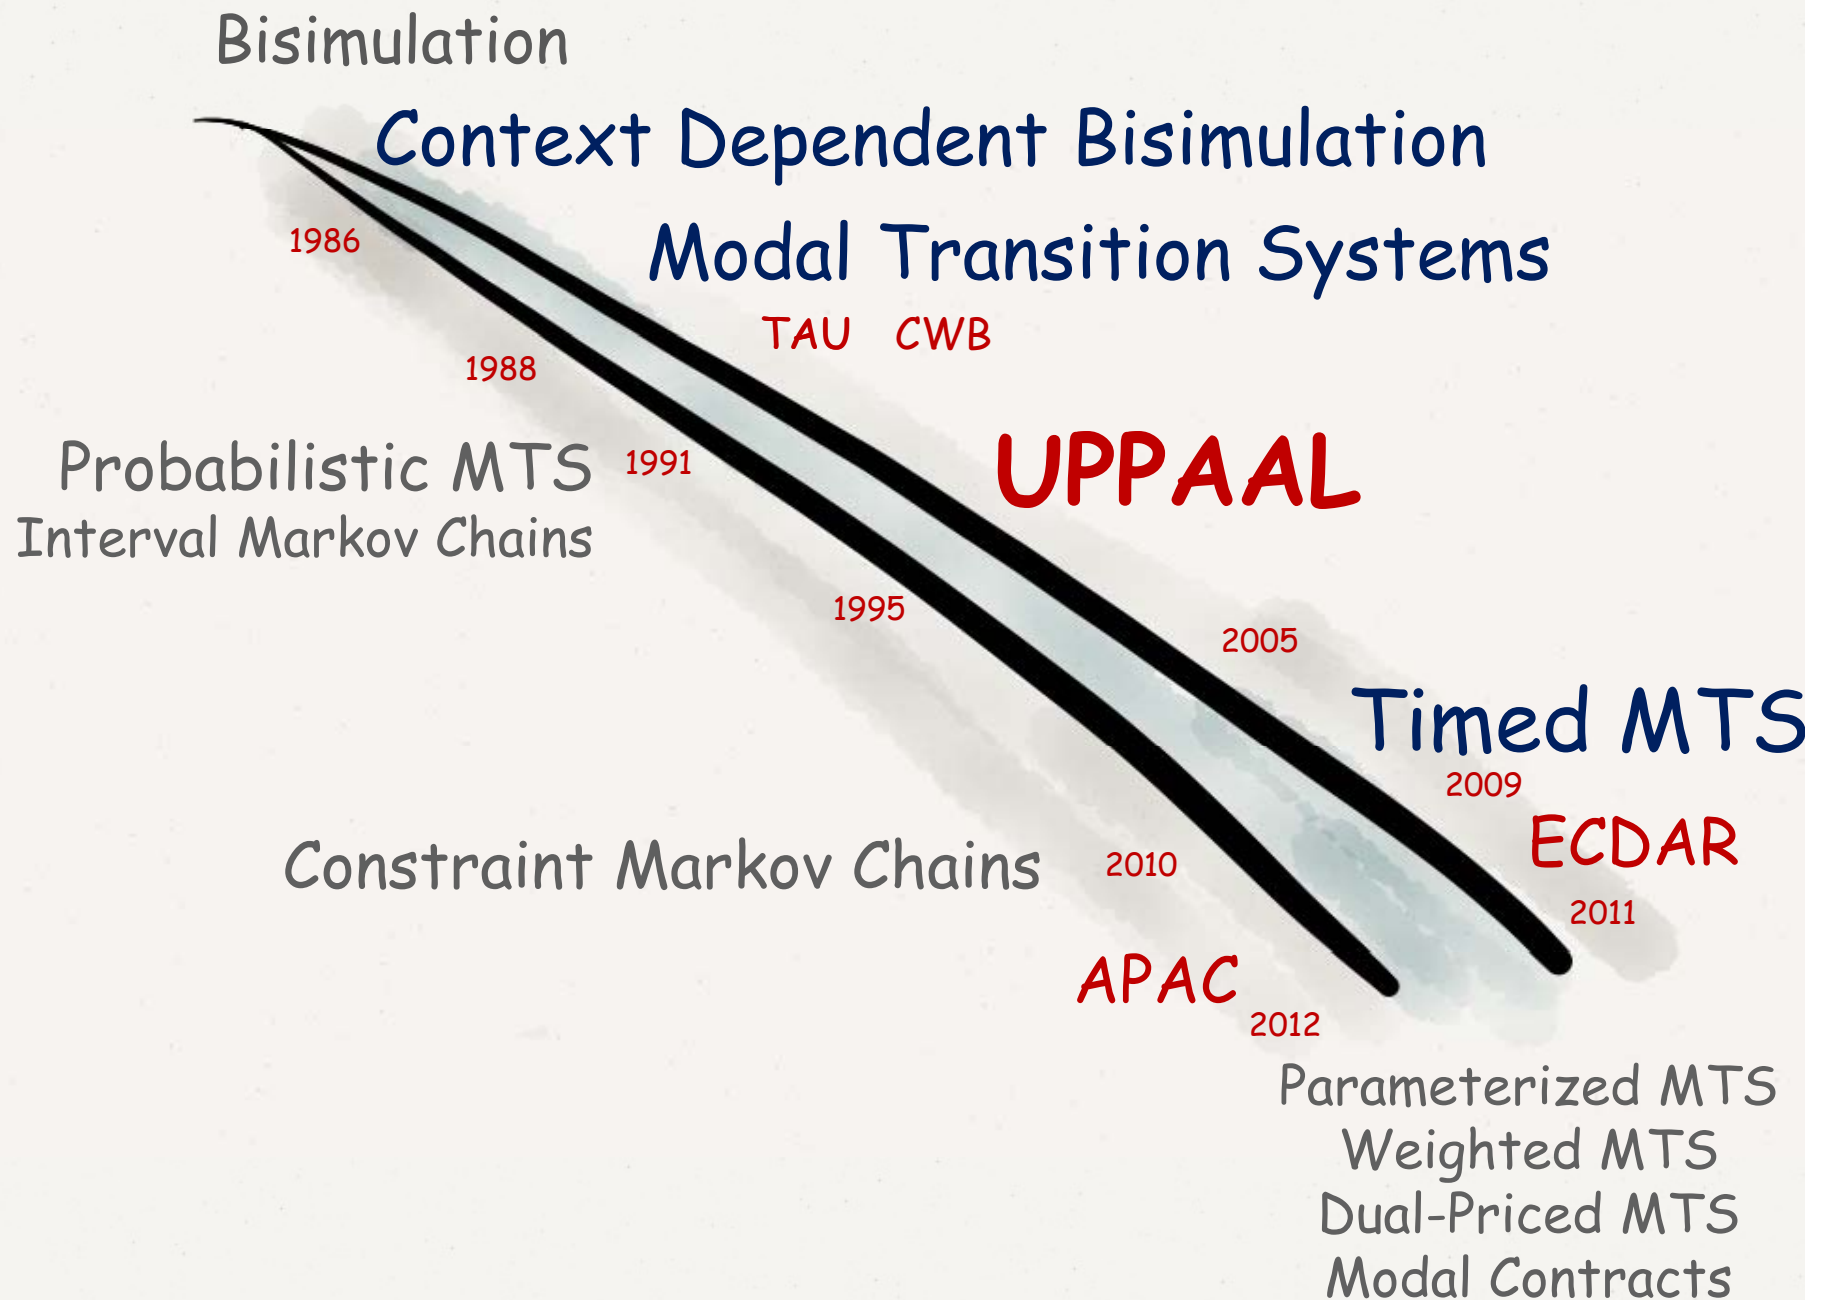 Bisimulation
Context Dependent Bisimulation
1986
Modal Transition Systems
TAU CWB
1988
Probabilistic MTS 1991
UPPAAL
Interval Markov Chains
1995
2005
Timed MTS
2009
ECDAR
Constraint Markov Chains 2010
2011
APAC
2012
Parameterized MTS
Weighted MTS
Dual-Priced MTS
Modal Contracts